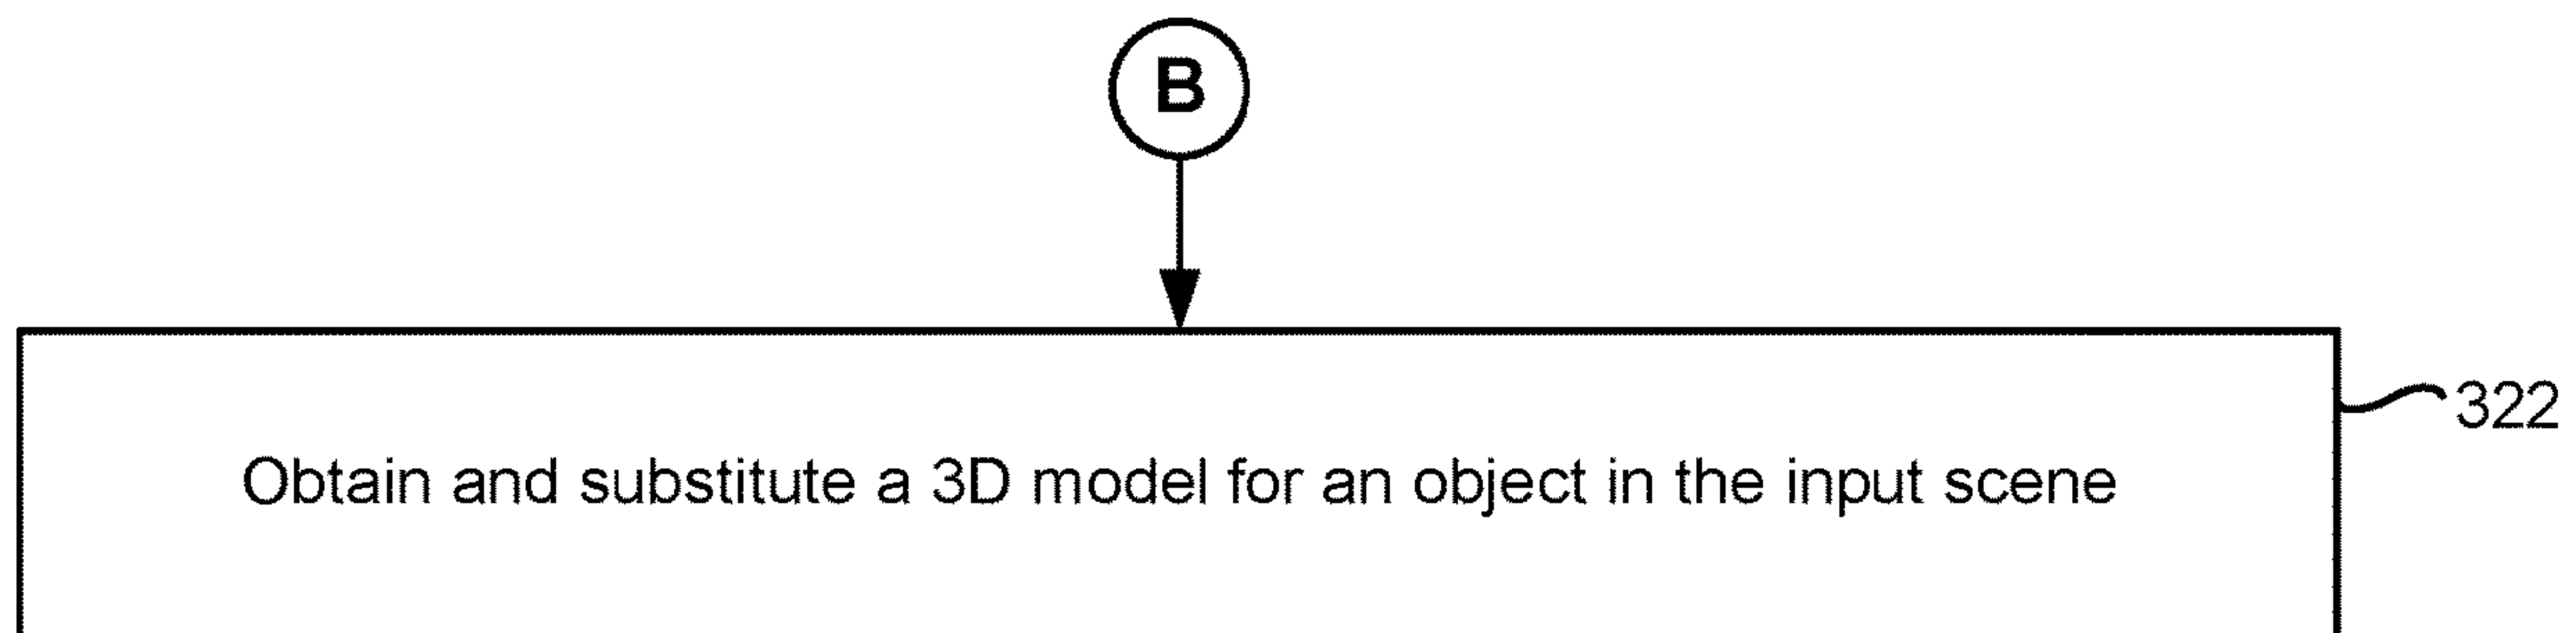 B
322
Obtain and substitute a 3D model for an object in the input scene